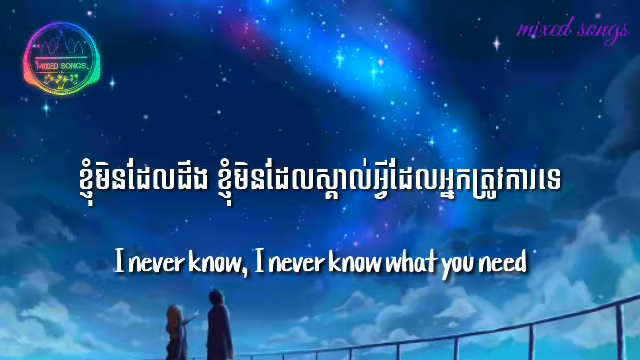 mixed songs
MIXED SONGS
ខ្ញុំមិនដែលដឹង ខ្ញុំមិនដែលស្គាល់អ្វីដែលអ្នកត្រូវការទេ
I never know, I never know what you need